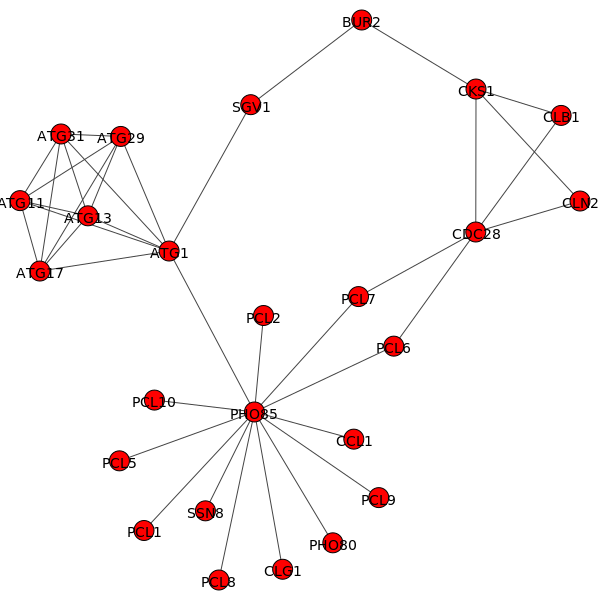 BUR2
CKS1
SGV1
CLB1
ATG31
ATG29
ATG11
CLN2
ATG13
CDC28
ATG1
ATG17
PCL7
PCL2
PCL6
PCL10
PHO85
CCL1
PCL5
PCL9
SSN8
PCL1
PHO80
CLG1
PCL8